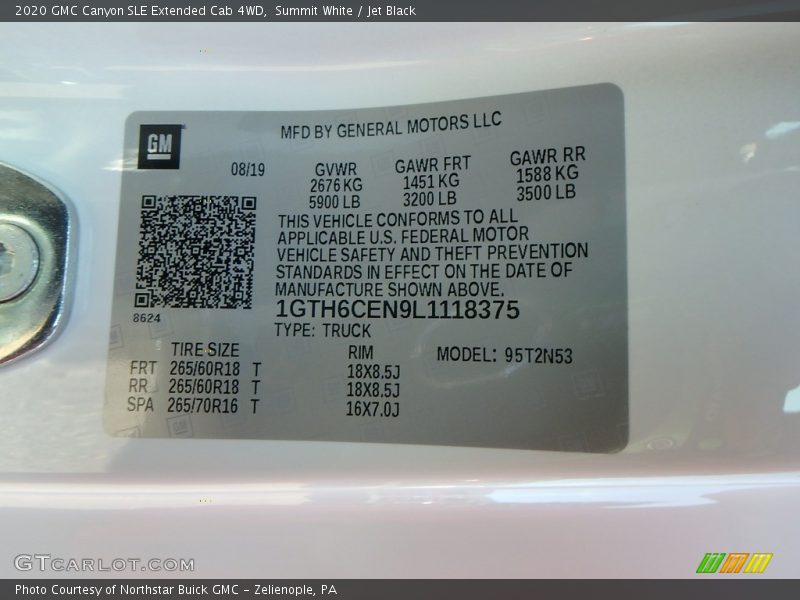 2020 GMC Canyon SLE Extended Cab 4WD,  Summit White / Jet Black
GM
MFD BY GENERAL MOTORS LLC
08/19
GVWR
2676 KG
5900 LB
GAWR FRT
1451 KG
3200 LB
GAWR RR
1588 KG
3500 LB
THIS VEHICLE CONFORMS TO ALL
APPLICABLE U.S. FEDERAL MOTOR
VEHICLE SAFETY AND THEFT PREVENTION
STANDARDS IN EFFECT ON THE DATE OF
MANUFACTURE SHOWN ABOVE.
8624
1GTH6CEN9L1118375
TYPE: TRUCK
TIRE SIZE RIM MODEL: 95T2N53
FRT 265/60R18 T 18X8.5J
RR 265/60R18 T 18X8.5J
SPA 265/70R16 T 16X7.0J
GTCARLOT.COM
Photo Courtesy of Northstar Buick GMC - Zelienople, PA